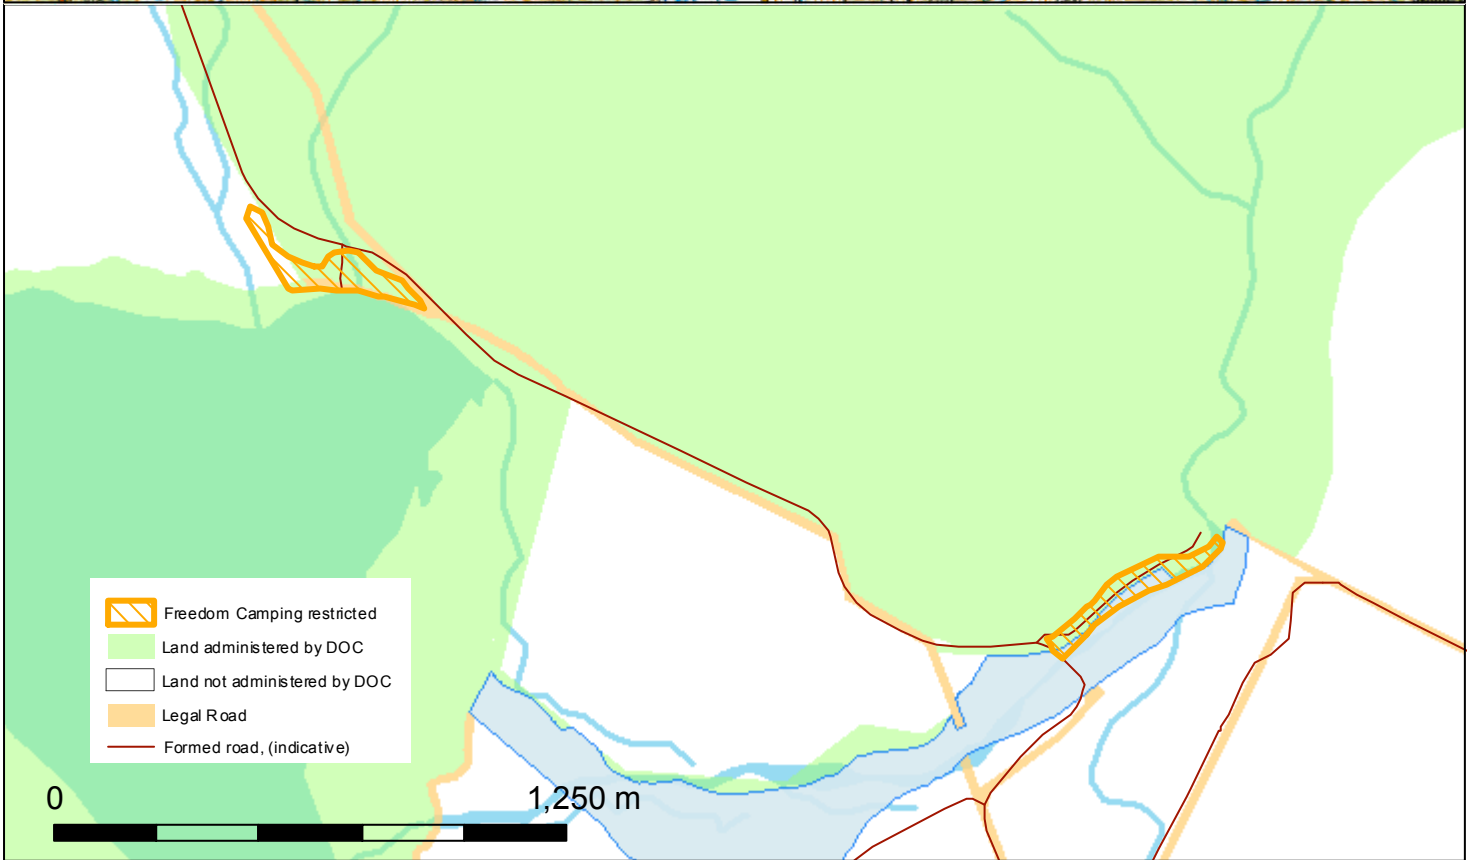 Freedom Camping restricted
Land administered by DOC
Land not administered by DOC
Legal Road
Formed road, (indicative)
0 1,250 m